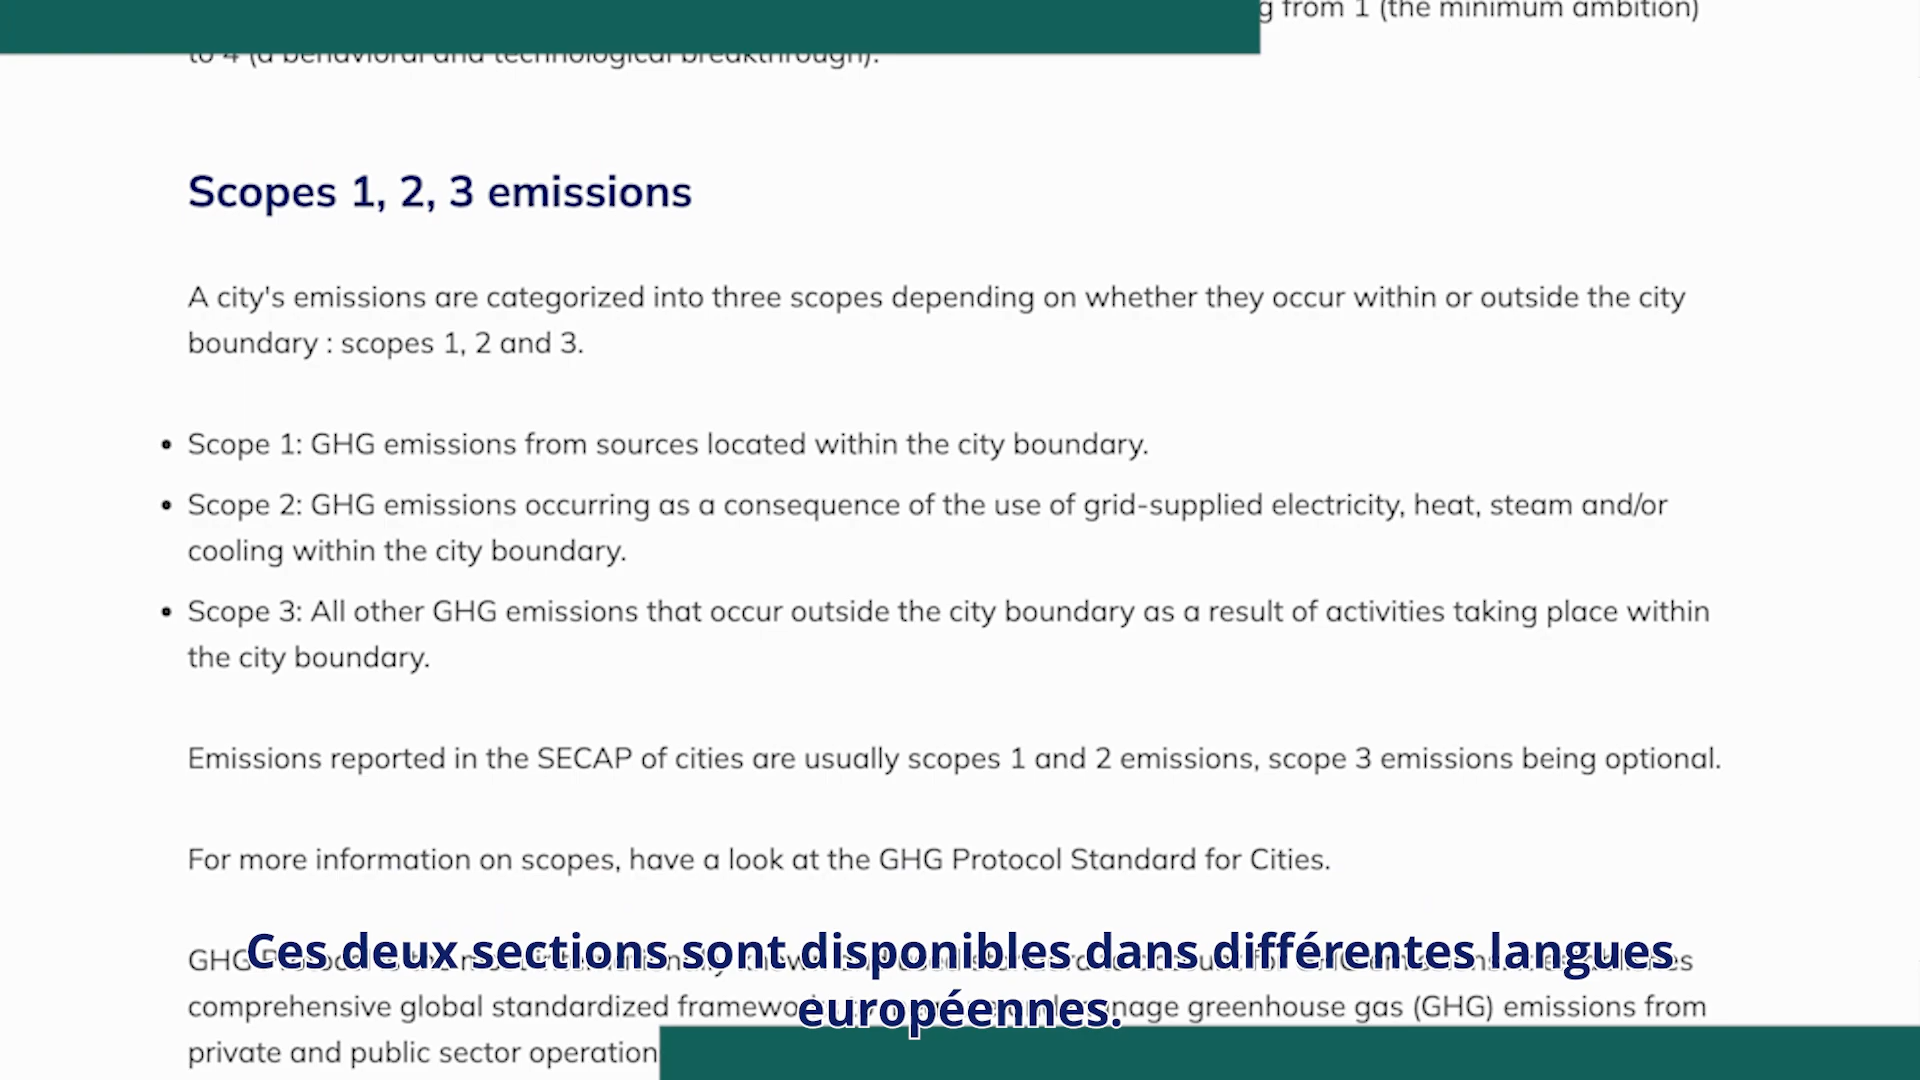 g from 1 (the minimum ambition)
to 4 (a behavioral and technological breakthrough).
Scopes 1, 2, 3 emissions
A city's emissions are categorized into three scopes depending on whether they occur within or outside the city
boundary : scopes 1, 2 and 3.
• Scope 1: GHG emissions from sources located within the city boundary.
• Scope 2: GHG emissions occurring as a consequence of the use of grid-supplied electricity, heat, steam and/or
cooling within the city boundary.
• Scope 3: All other GHG emissions that occur outside the city boundary as a result of activities taking place within
the city boundary.
Emissions reported in the SECAP of cities are usually scopes 1 and 2 emissions, scope 3 emissions being optional.
For more information on scopes, have a look at the GHG Protocol Standard for Cities.
GHG
comprehensive global standardized greenhouse gas (GHG) emissions from
private and public sector operation
Ces deux sections sont disponibles dans différentes langues
européennes.